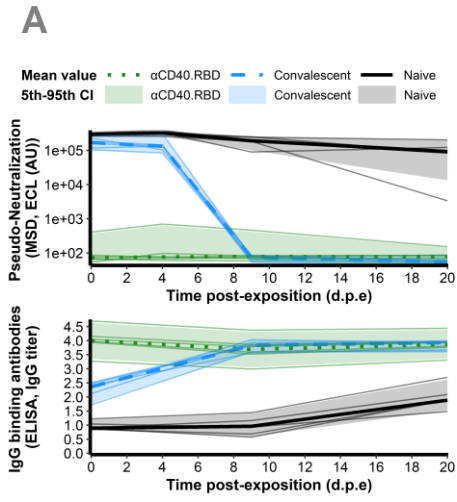 A
Mean value αCD40.RBD Convalescent Naive
5th-95th CI αCD40.RBD Convalescent Naive
Pseudo-Neutralization
(MSD, ECL (AU))
1e+05
1e+04
1e+03
1e+02
0 2 4 6 8 10 12 14 16 18 20
Time post-exposition (d.p.e)
IgG binding antibodies
(ELISA, IgG titer)
4.5
4.0
3.5
3.0
2.5
2.0
1.5
1.0
0.5
0.0
0 2 4 6 8 10 12 14 16 18 20
Time post-exposition (d.p.e)